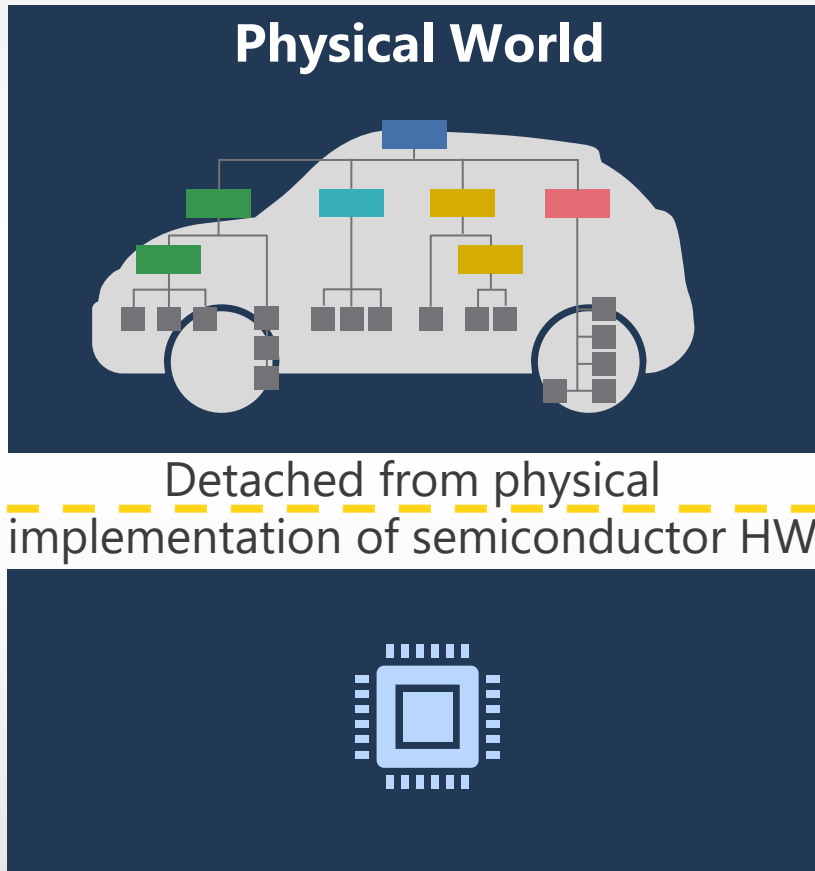 Physical World
Detached from physical
implementation of semiconductor HW